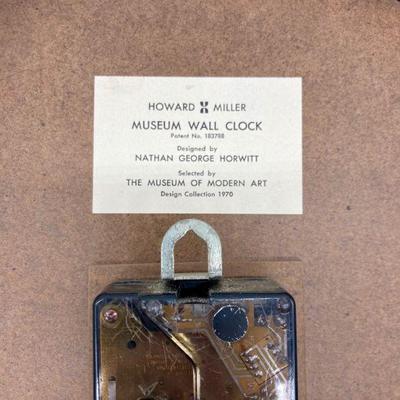 HOWARD MILLER
MUSEUM WALL CLOCK
Patent No. 183798
Designed by
NATHAN GEORGE HORWITT
Selected by
THE MUSEUM OF MODERN ART
Design Collection 1970